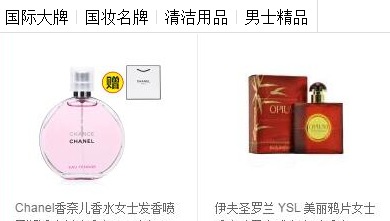 国际大牌 国妆名牌 清洁用品 男士精品
赠
CHANEL
OPIUM
CHANCE
CHANEL
EAU TENDRE
OPIUM
Chanel香奈儿香水女士发香喷
伊夫圣罗兰 YSL 美丽鸦片女士